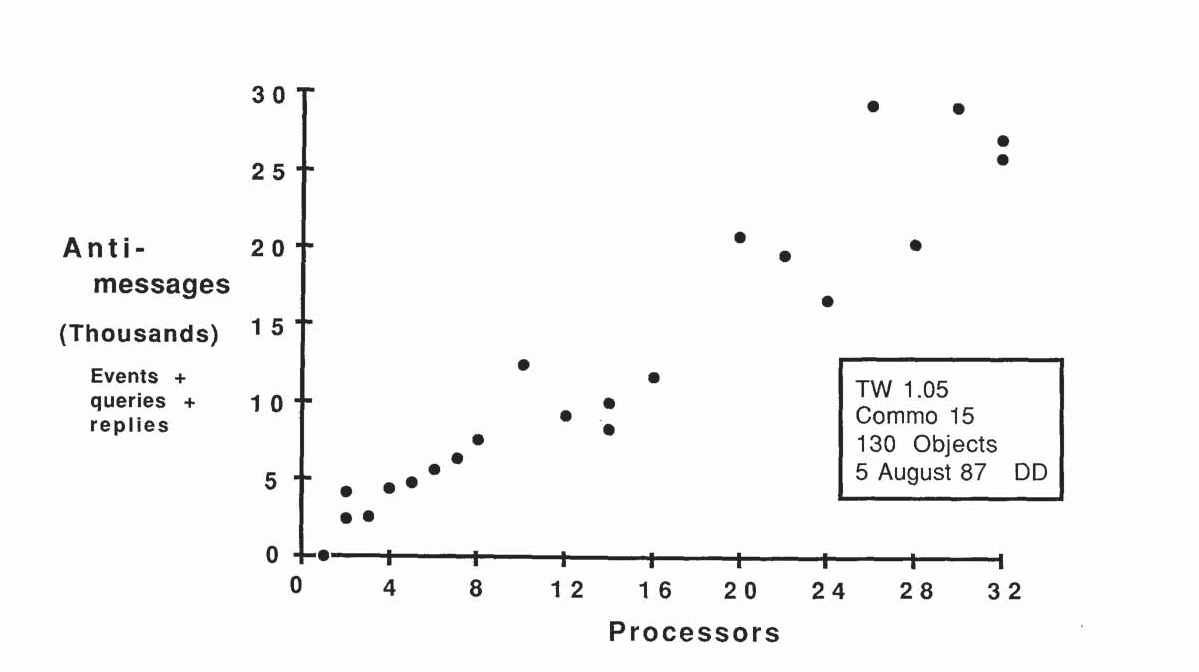 30
25
20
15
10
5
0
Anti-
messages
(Thousands)
Events +
queries +
replies
TW 1.05
Commo 15
130 Objects
5 August 87 DD
0 4 8 12 16 20 24 28 32
Processors